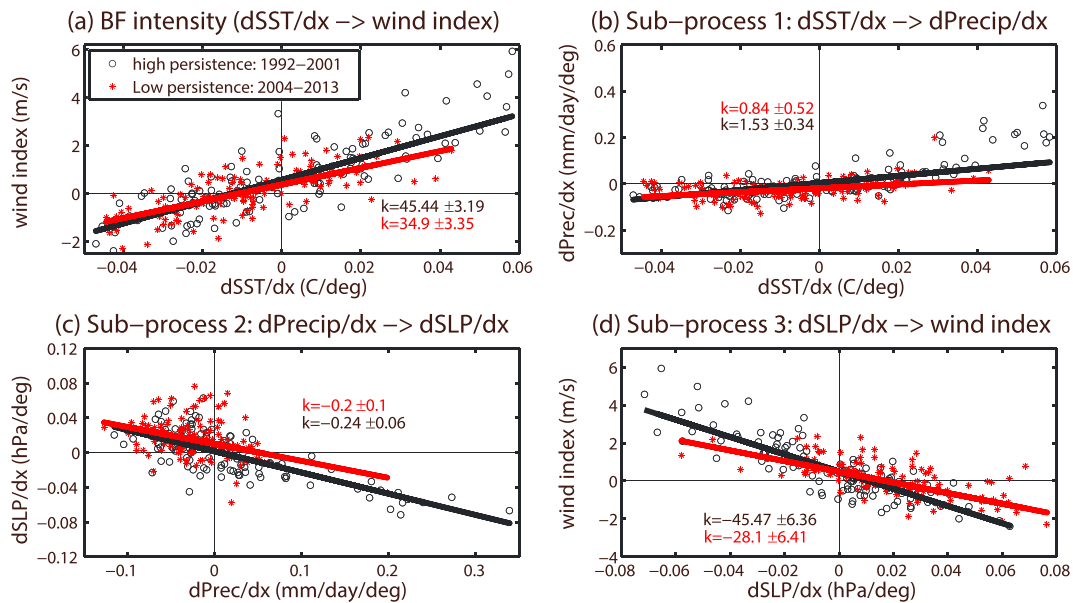 (a) BF intensity (dSST/dx −> wind index)
wind index (m/s)
6
4
2
0
−2
high persistence: 1992−2001
Low persistence: 2004−2013
k=45.44 ±3.19
k=34.9 ±3.35
−0.04
−0.02
0
0.02
0.04
0.06
dSST/dx (C/deg)
(b) Sub−process 1: dSST/dx −> dPrecip/dx
dPrec/dx (mm/day/deg)
0.6
0.4
0.2
0
−0.2
k=0.84 ±0.52
k=1.53 ±0.34
−0.04
−0.02
0
0.02
0.04
0.06
dSST/dx (C/deg)
(c) Sub−process 2: dPrecip/dx −> dSLP/dx
dSLP/dx (hPa/deg)
0.12
0.08
0.04
0
−0.04
−0.08
−0.12
k=−0.2 ±0.1
k=−0.24 ±0.06
−0.1
0
0.1
0.2
0.3
dPrec/dx (mm/day/deg)
(d) Sub−process 3: dSLP/dx −> wind index
wind index (m/s)
7
6
4
2
0
−2
−4
k=−45.47 ±6.36
k=−28.1 ±6.41
−0.08
−0.06
−0.04
−0.02
0
0.02
0.04
0.06
0.08
dSLP/dx (hPa/deg)